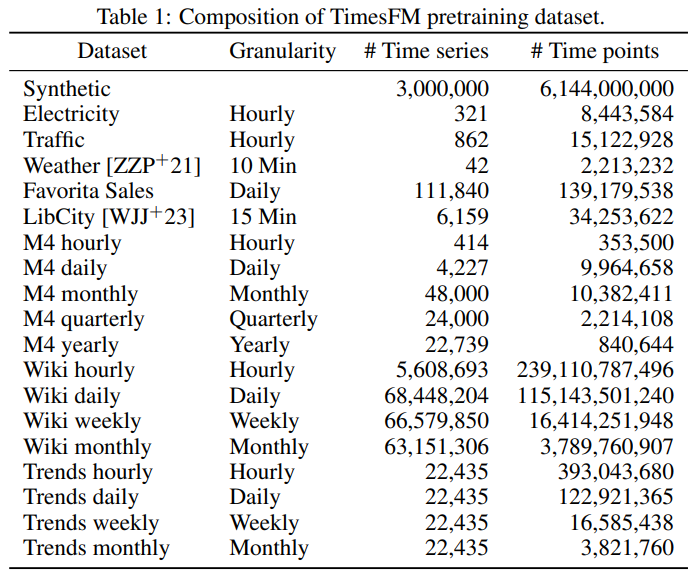 Table 1: Composition of TimesFM pretraining dataset.
Dataset Granularity # Time series # Time points
Synthetic 3,000,000 6,144,000,000
Electricity Hourly 321 8,443,584
Traffic Hourly 862 15,122,928
Weather [ZZP+21] 10 Min 42 2,213,232
Favorita Sales Daily 111,840 139,179,538
LibCity [WJJ+23] 15 Min 6,159 34,253,622
M4 hourly Hourly 414 353,500
M4 daily Daily 4,227 9,964,658
M4 monthly Monthly 48,000 10,382,411
M4 quarterly Quarterly 24,000 2,214,108
M4 yearly Yearly 22,739 840,644
Wiki hourly Hourly 5,608,693 239,110,787,496
Wiki daily Daily 68,448,204 115,143,501,240
Wiki weekly Weekly 66,579,850 16,414,251,948
Wiki monthly Monthly 63,151,306 3,789,760,907
Trends hourly Hourly 22,435 393,043,680
Trends daily Daily 22,435 122,921,365
Trends weekly Weekly 22,435 16,585,438
Trends monthly Monthly 22,435 3,821,760